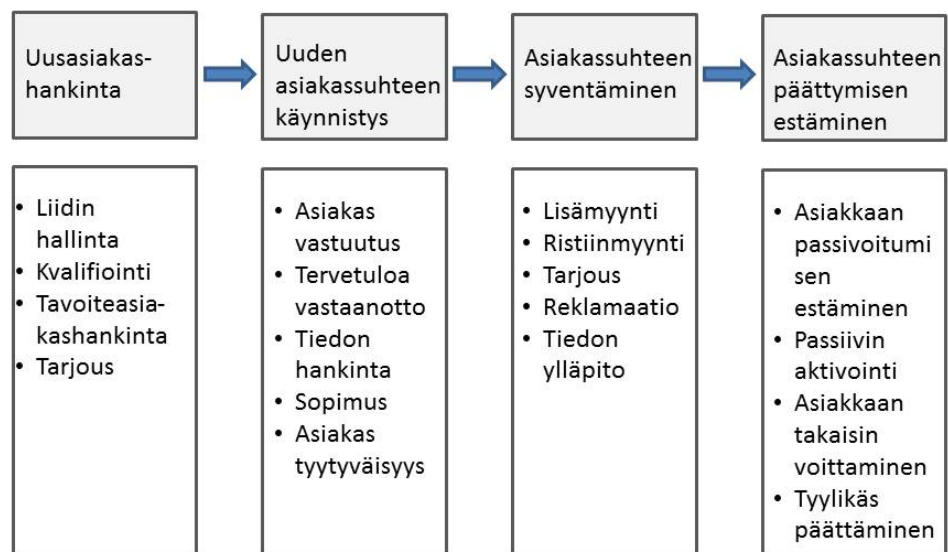 Uusasiakas-
hankinta
Uuden
asiakassuhteen
käynnistys
Asiakassuhteen
syventäminen
Asiakassuhteen
päättymisen
estäminen
• Liidin
hallinta
• Kvalifiointi
• Tavoiteasia-
kashankinta
• Tarjous
• Asiakas
vastuutus
• Tervetuloa
vastaanotto
• Tiedon
hankinta
• Sopimus
• Asiakas
tyytyväisyys
• Lisämyynti
• Ristiinmyynti
• Tarjous
• Reklamaatio
• Tiedon
ylläpito
• Asiakkaan
passivoitumi
sen
estäminen
• Passiivin
aktivointi
• Asiakkaan
takaisin
voittaminen
• Tyylikäs
päättäminen